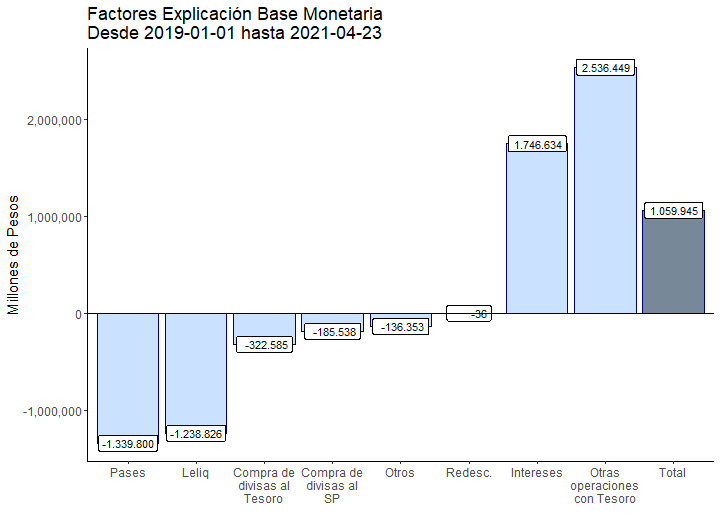 Factores Explicación Base Monetaria
Desde 2019-01-01 hasta 2021-04-23
Millones de Pesos
2,000,000
1,000,000
0
-1,000,000
-1.339.800
-1.238.826
-322.585
-185.538
-136.353
-36
1.746.634
2.536.449
1.059.945
Pases
Leliq
Compra de
divisas al
Tesoro
Compra de
divisas al
SP
Otros
Redesc.
Intereses
Otras
operaciones
con Tesoro
Total